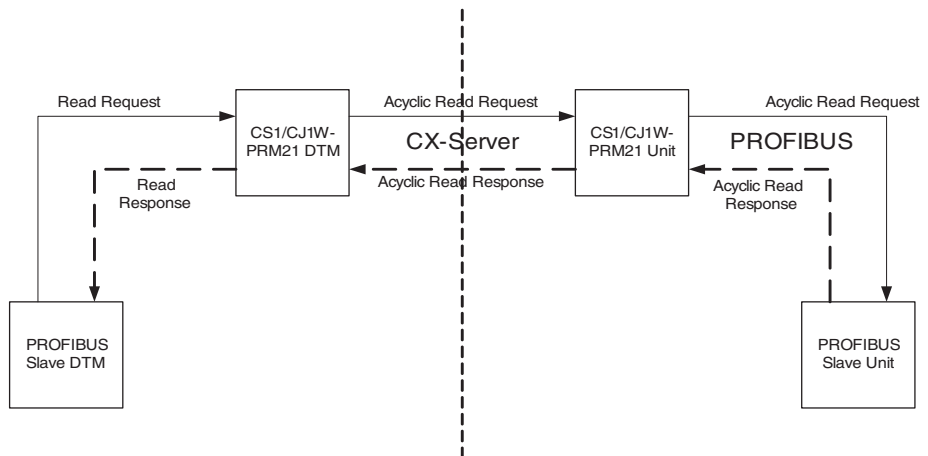 Read Request
CS1/CJ1W-
PRM21 DTM
Acyclic Read Request
CX-Server
Acyclic Read Response
CS1/CJ1W-
PRM21 Unit
Acyclic Read Request
PROFIBUS
Acyclic Read
Response
Read
Response
PROFIBUS
Slave DTM
PROFIBUS
Slave Unit